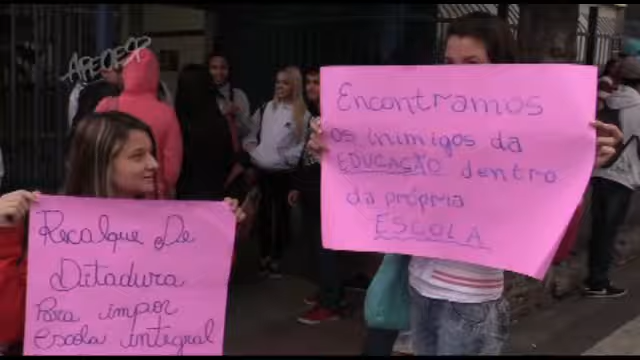 APEOESP
Recalque De
Ditadura
Para impor
escola integral
Encontramos
os inimigos da
EDUCAÇÃO dentro
da própria
ESCOLA